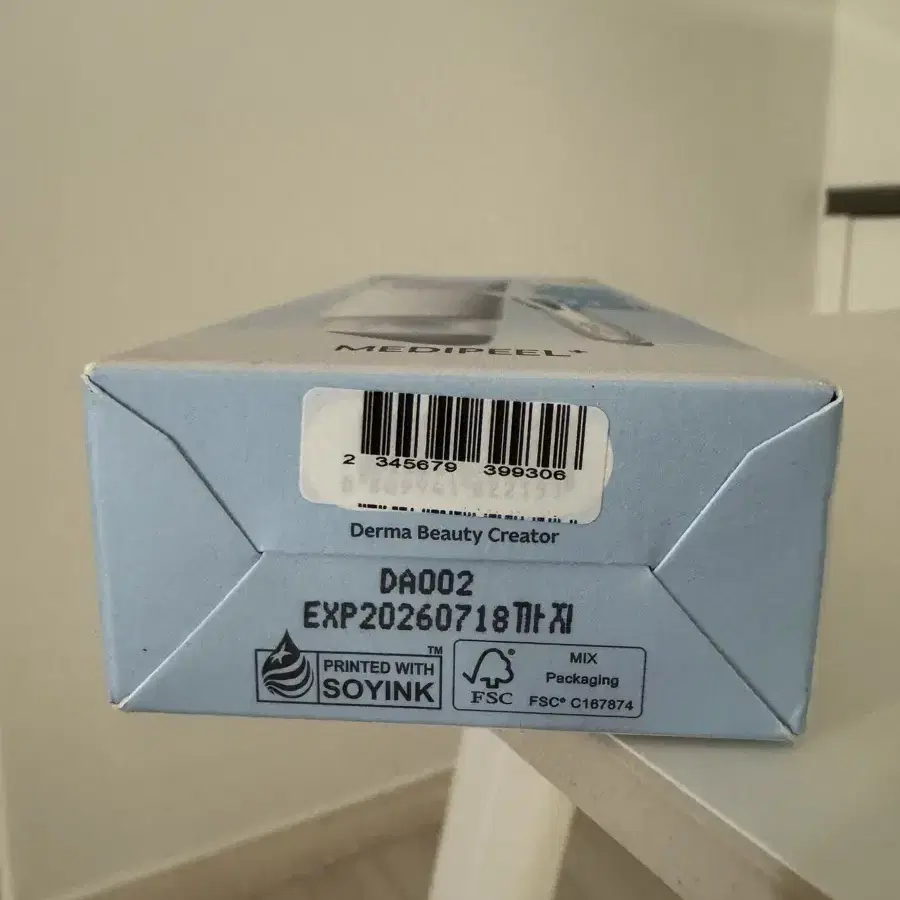 MEDIPEEL+
2 345679 399306
Derma Beauty Creator
DA002
EXP20260718까지
PRINTED WITH
SOYINK
TM
FSC
MIX
Packaging
FSC® C167874